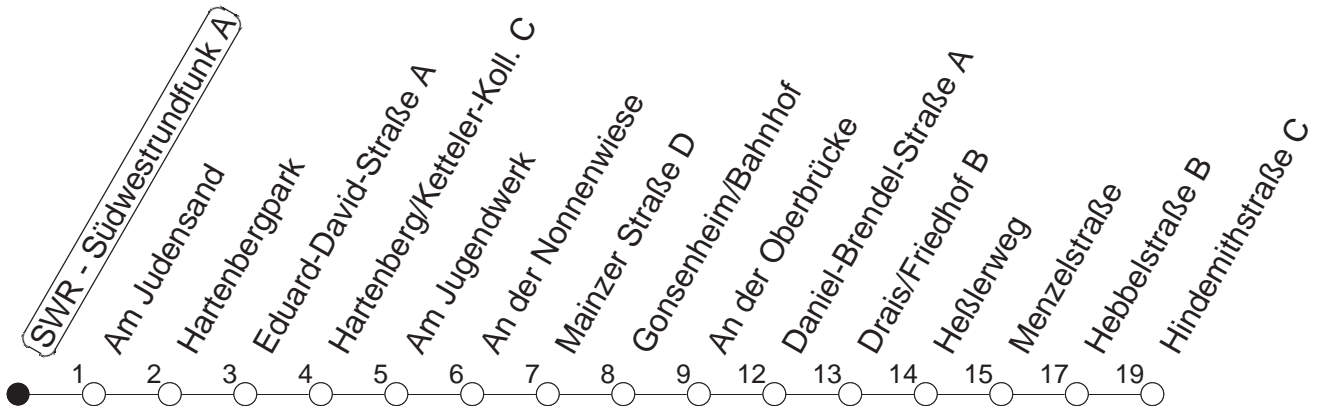 SWR - Südwestrundfunk A
Am Judensand
Hartenbergpark
Eduard-David-Straße A
Hartenberg/Ketteler-Koll. C
Am Jugendwerk
An der Nonnenwiese
Mainzer Straße D
Gonsenheim/Bahnhof
An der Oberbrücke
Daniel-Brendel-Straße A
Drais/Friedhof B
Heßlerweg
Menzelstraße
Hebbelstraße B
Hindemithstraße C
1 2 3 4 5 6 7 8 9 12 13 14 15 17 19